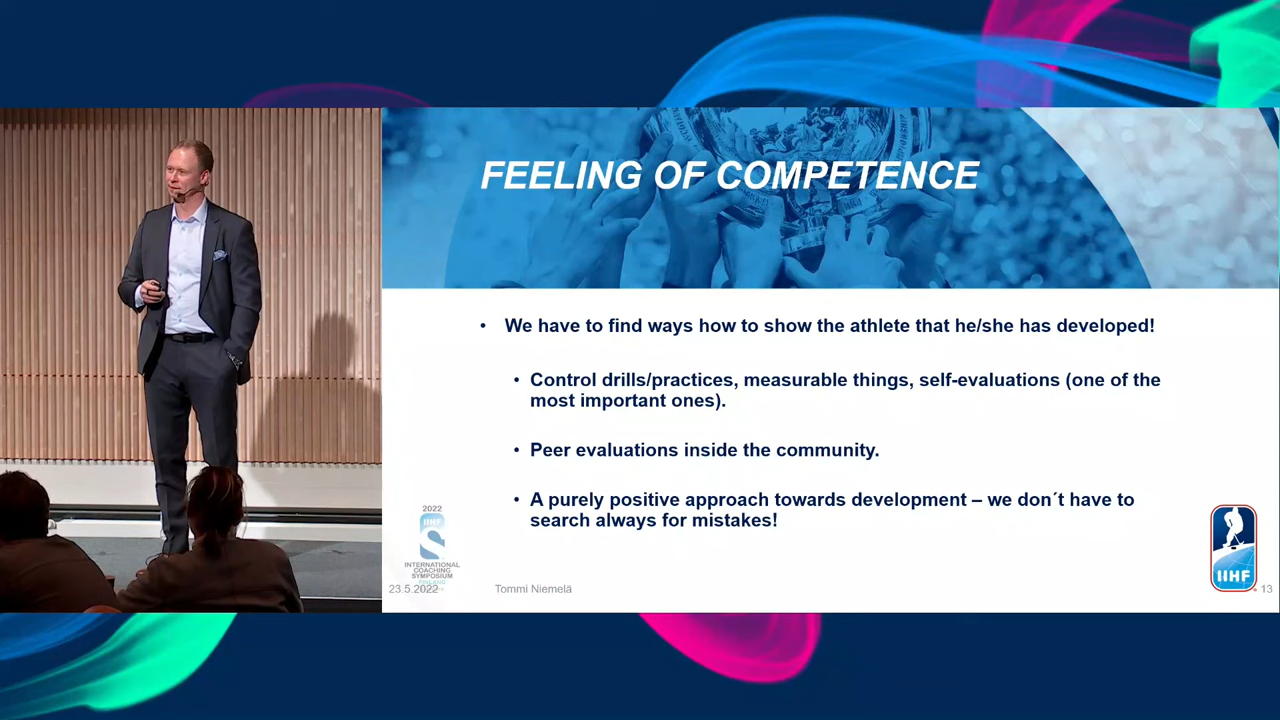 FEELING OF COMPETENCE
• We have to find ways how to show the athlete that he/she has developed!
• Control drills/practices, measurable things, self-evaluations (one of the
most important ones).
• Peer evaluations inside the community.
• A purely positive approach towards development – we don´t have to
search always for mistakes!
2022
IIHF
S
INTERNATIONAL
COACHING
SYMPOSIUM
FINLAND
23.5.2022
Tommi Niemelä
IIHF
13